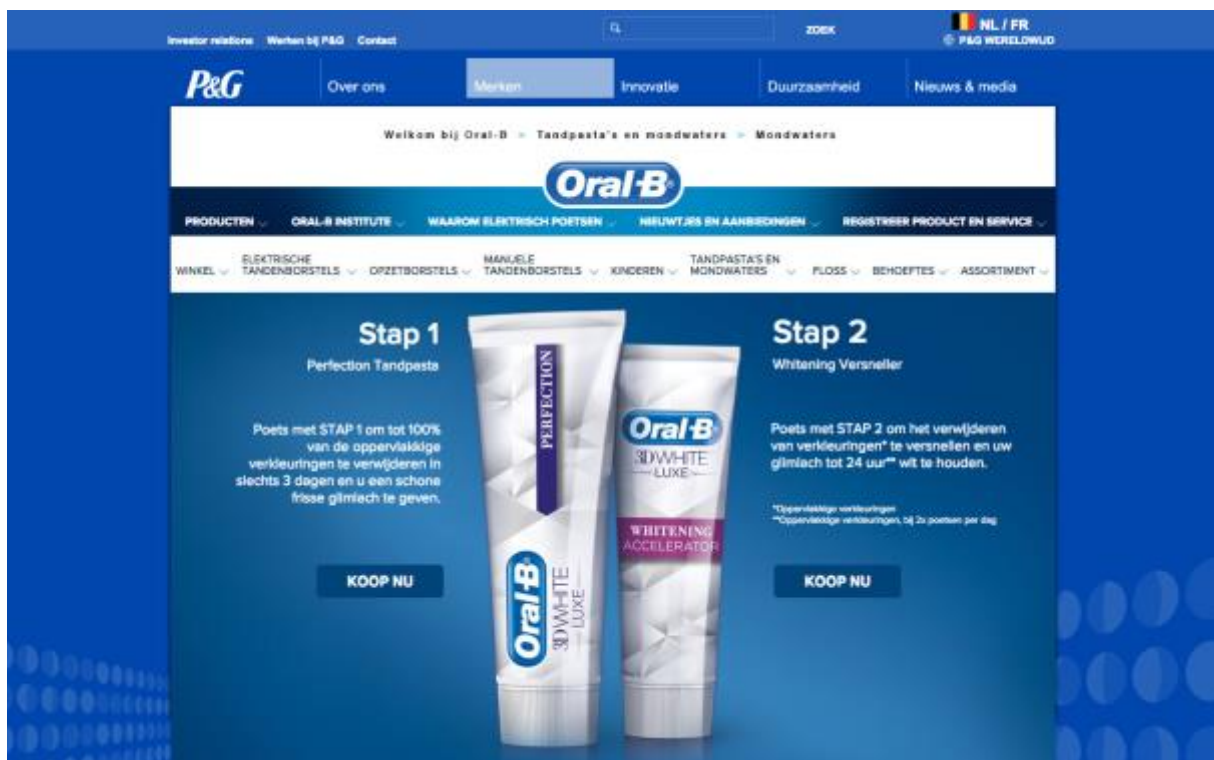 Investor relations Werken bij P&G Contact
ZOEK
NL / FR
P&G WERELDWIJD
P&G
Over ons
Merken
Innovatie
Duurzaamheid
Nieuws & media
Welkom bij Oral-B > Tandpasta's en mondwaters > Mondwaters
Oral-B
PRODUCTEN ORAL-B INSTITUTE WAAROM ELEKTRISCH POETSEN NIEUWTJES EN AANBIEDINGEN REGISTREER PRODUCT EN SERVICE
WINKEL
ELEKTRISCHE
TANDENBORSTELS
OPZETBORSTELS
MANUELE
TANDENBORSTELS
KINDEREN
TANDPASTA'S EN
MONDWATERS
FLOSS
BEHOEFTES
ASSORTIMENT
Stap 1
Perfection Tandpasta
Poets met STAP 1 om tot 100%
van de oppervlakkige
verkleuringen te verwijderen in
slechts 3 dagen en u een schone
frisse glimlach te geven.
KOOP NU
PERFECTION
Oral-B
3DWHITE
LUXE
Oral-B
3DWHITE
LUXE
WHITENING
ACCELERATOR
Stap 2
Whitening Versneller
Poets met STAP 2 om het verwijderen
van verkleuringen* te versnellen en uw
glimlach tot 24 uur** wit te houden.
*Oppervlakkige verkleuringen
**Oppervlakkige verkleuringen, bij 2x poetsen per dag
KOOP NU